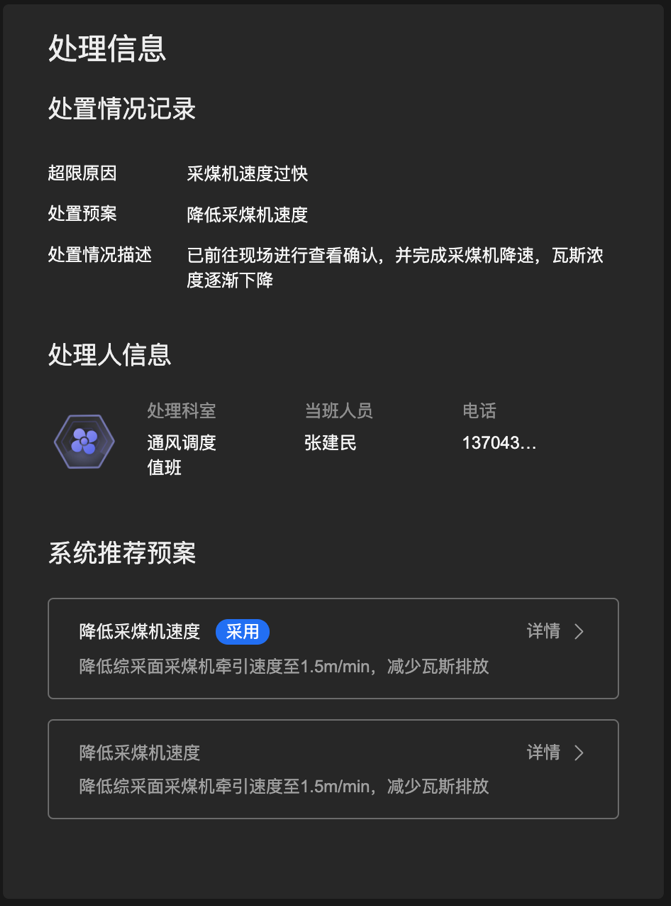 处理信息
处置情况记录
超限原因 采煤机速度过快
处置预案 降低采煤机速度
处置情况描述 已前往现场进行查看确认，并完成采煤机降速，瓦斯浓
度逐渐下降
处理人信息
处理科室 当班人员 电话
通风调度 张建民 137043...
值班
系统推荐预案
降低采煤机速度 采用 详情
降低综采面采煤机牵引速度至1.5m/min，减少瓦斯排放
降低采煤机速度 详情
降低综采面采煤机牵引速度至1.5m/min，减少瓦斯排放